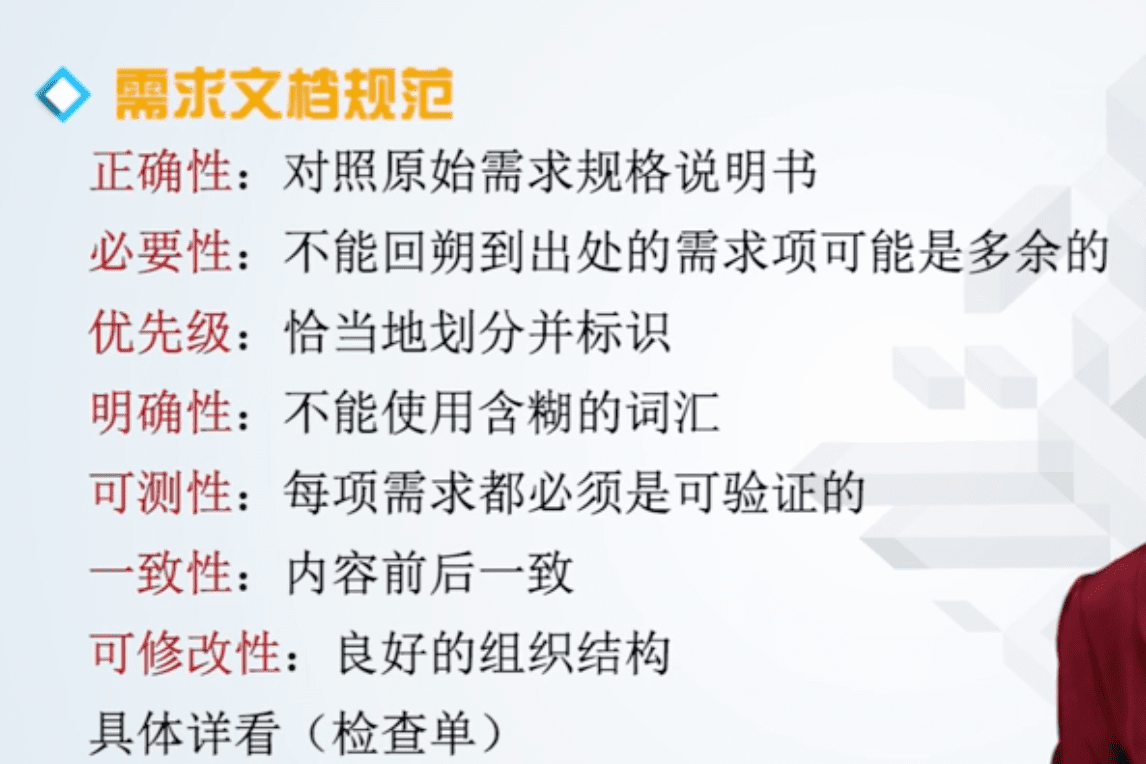 需求文档规范
正确性：对照原始需求规格说明书
必要性：不能回朔到出处的需求项可能是多余的
优先级：恰当地划分并标识
明确性：不能使用含糊的词汇
可测性：每项需求都必须是可验证的
一致性：内容前后一致
可修改性：良好的组织结构
具体详看（检查单）